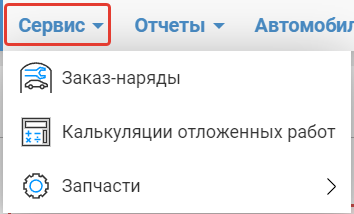 Сервис Отчеты
Заказ-наряды
Калькуляции отложенных работ
Запчасти